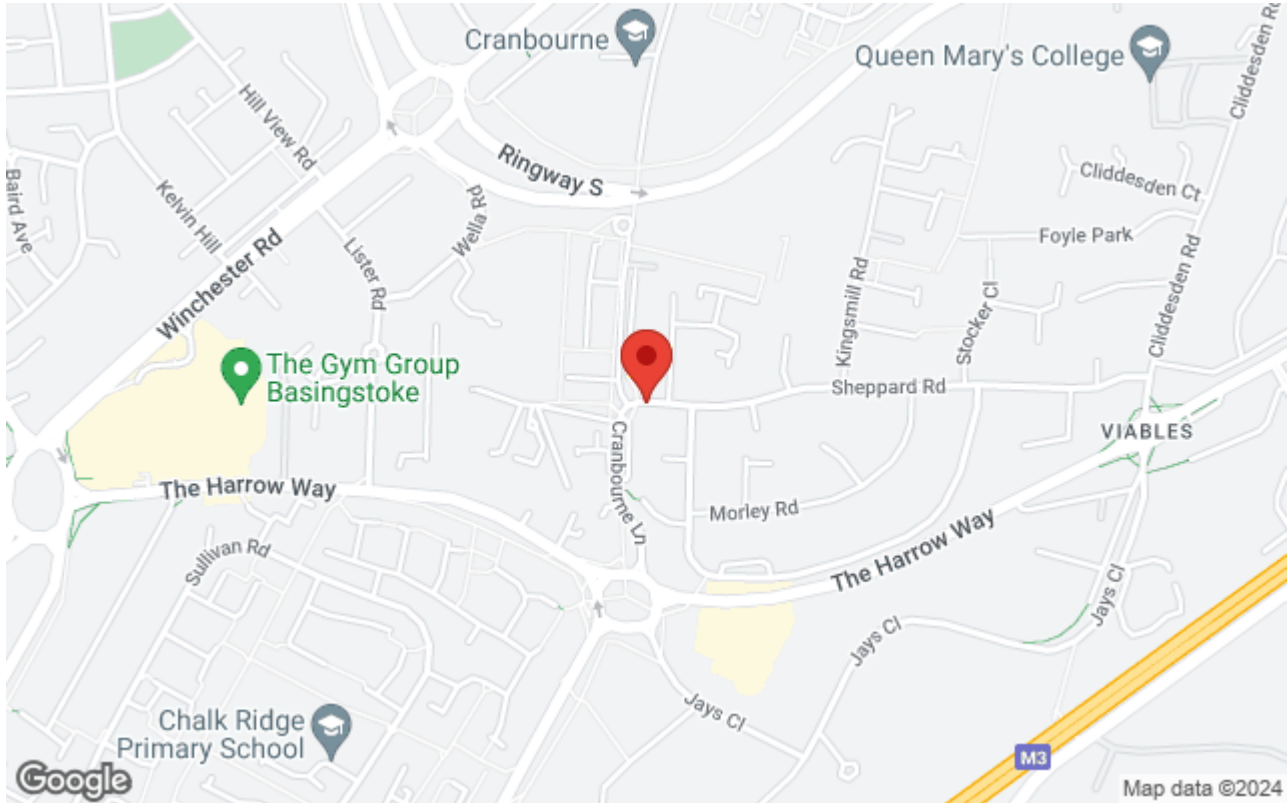 Cranbourne
Queen Mary's College
Cliddesden Rd
Hill View Rd
Ringway S
Cliddesden Ct
Baird Ave
Kelvin Hill
Wella Rd
Foyle Park
Lister Rd
Winchester Rd
Kingsmill Rd
Stocker Cl
Cliddesden Rd
The Gym Group
Basingstoke
Sheppard Rd
VIABLES
Cranbourne Ln
The Harrow Way
Morley Rd
The Harrow Way
Sullivan Rd
Jays Cl
Jays Cl
Jays Cl
Chalk Ridge
Primary School
M3
Google
Map data ©2024